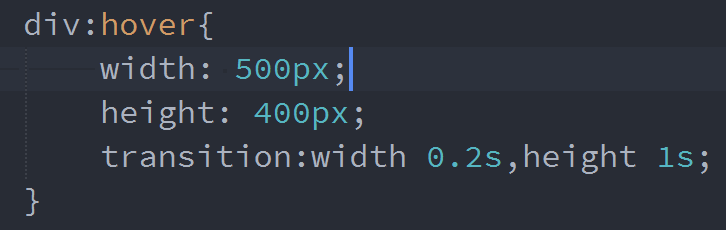 div:hover{
    width: 500px;
    height: 400px;
    transition:width 0.2s,height 1s;
}